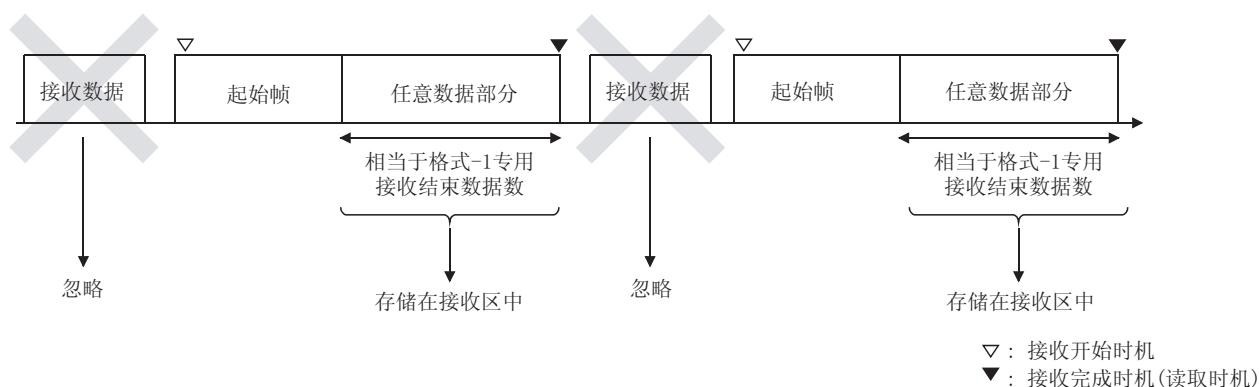 接收数据
起始帧
任意数据部分
接收数据
起始帧
任意数据部分
相当于格式-1专用
接收结束数据数
相当于格式-1专用
接收结束数据数
忽略
存储在接收区中
忽略
存储在接收区中
▽：接收开始时机
▼：接收完成时机(读取时机)